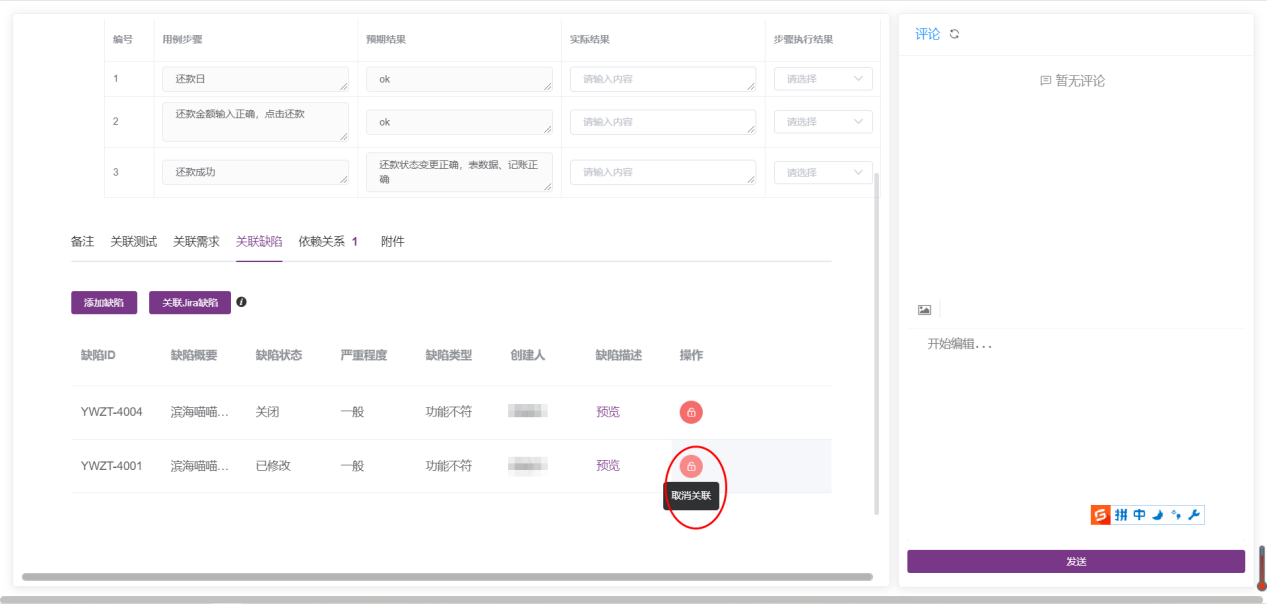 编号 用例步骤 预期结果 实际结果 步骤执行结果
1 还款日 ok 请输入内容 请选择
2 还款金额输入正确，点击还款 ok 请输入内容 请选择
3 还款成功 还款状态变更正确，表数据、记账正
确 请输入内容 请选择
备注 关联测试 关联需求 关联缺陷 依赖关系 1 附件
添加缺陷 关联Jira缺陷
缺陷ID 缺陷概要 缺陷状态 严重程度 缺陷类型 创建人 缺陷描述 操作
YWZT-4004 滨海喵喵... 关闭 一般 功能不符 预览
YWZT-4001 滨海喵喵... 已修改 一般 功能不符 预览
取消关联
评论
暂无评论
开始编辑...
拼 中
发送